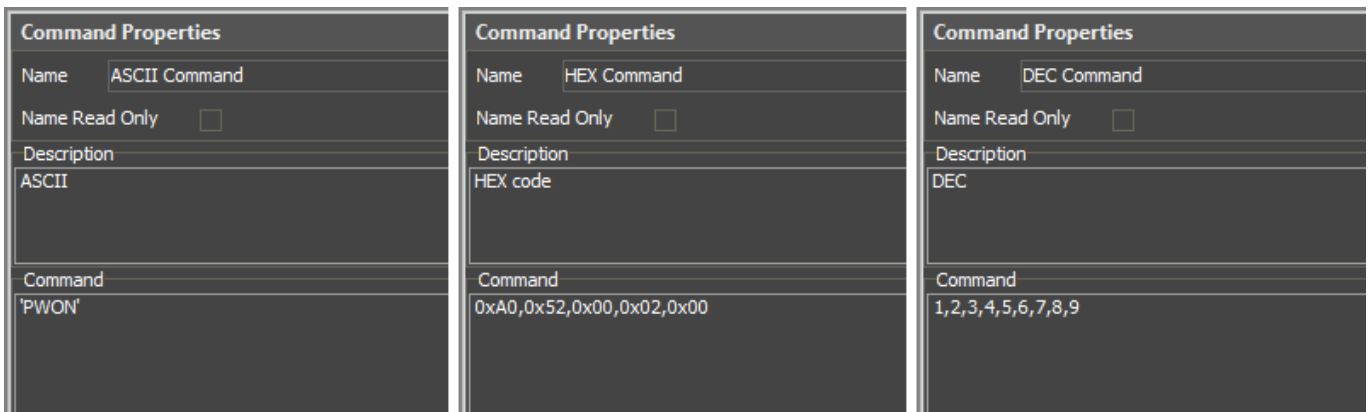 Command Properties
Name ASCII Command
Name Read Only
Description
ASCII
Command
'PWON'
Command Properties
Name HEX Command
Name Read Only
Description
HEX code
Command
0xA0,0x52,0x00,0x02,0x00
Command Properties
Name DEC Command
Name Read Only
Description
DEC
Command
1,2,3,4,5,6,7,8,9